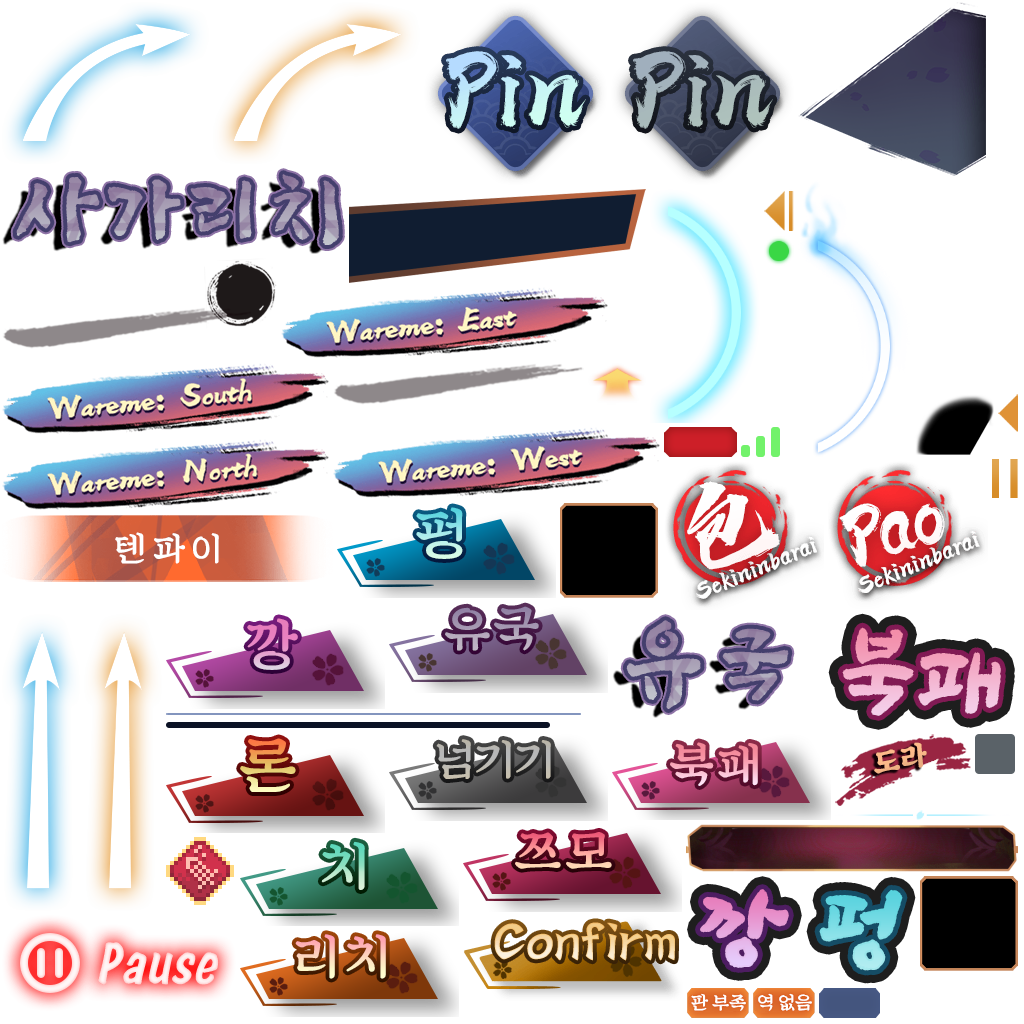 Pin
Pin
사가리치
Wareme: East
Wareme: South
Wareme: North
Wareme: West
텐파이
펑
包
Sekininbarai
Pao
Sekininbarai
깡
유국
유국
북패
론
넘기기
북패
도라
치
쯔모
깡
펑
Pause
리치
Confirm
판 부족
역 없음